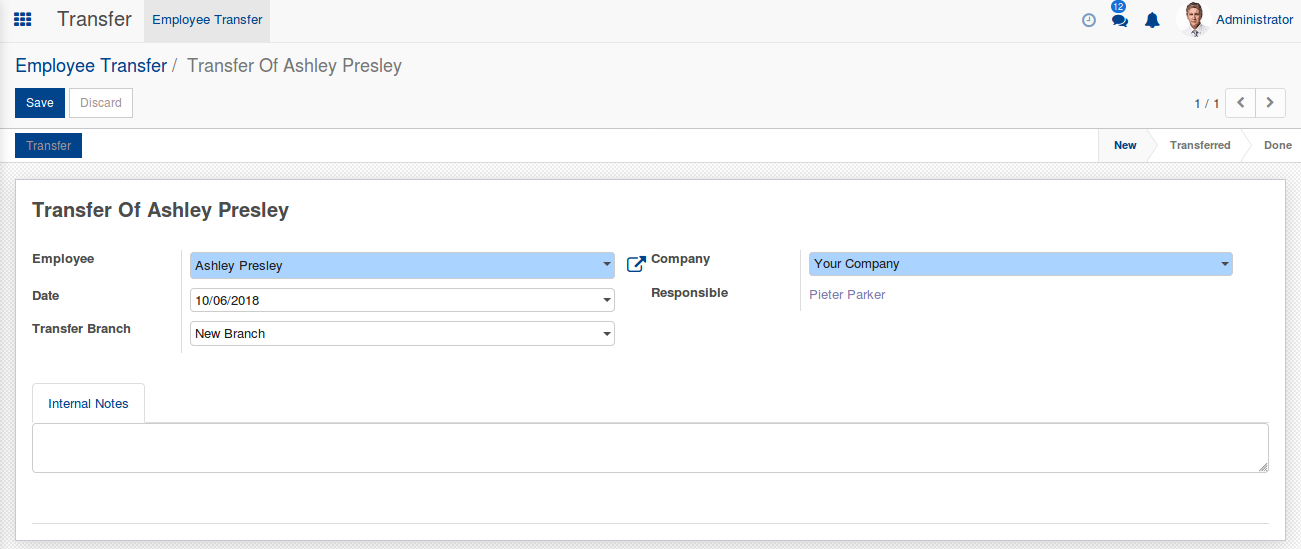 Transfer Employee Transfer 12 Administrator
Employee Transfer / Transfer Of Ashley Presley
Save Discard 1 / 1
Transfer New Transferred Done
Transfer Of Ashley Presley
Employee Ashley Presley Company Your Company
Date 10/06/2018 Responsible Pieter Parker
Transfer Branch New Branch
Internal Notes